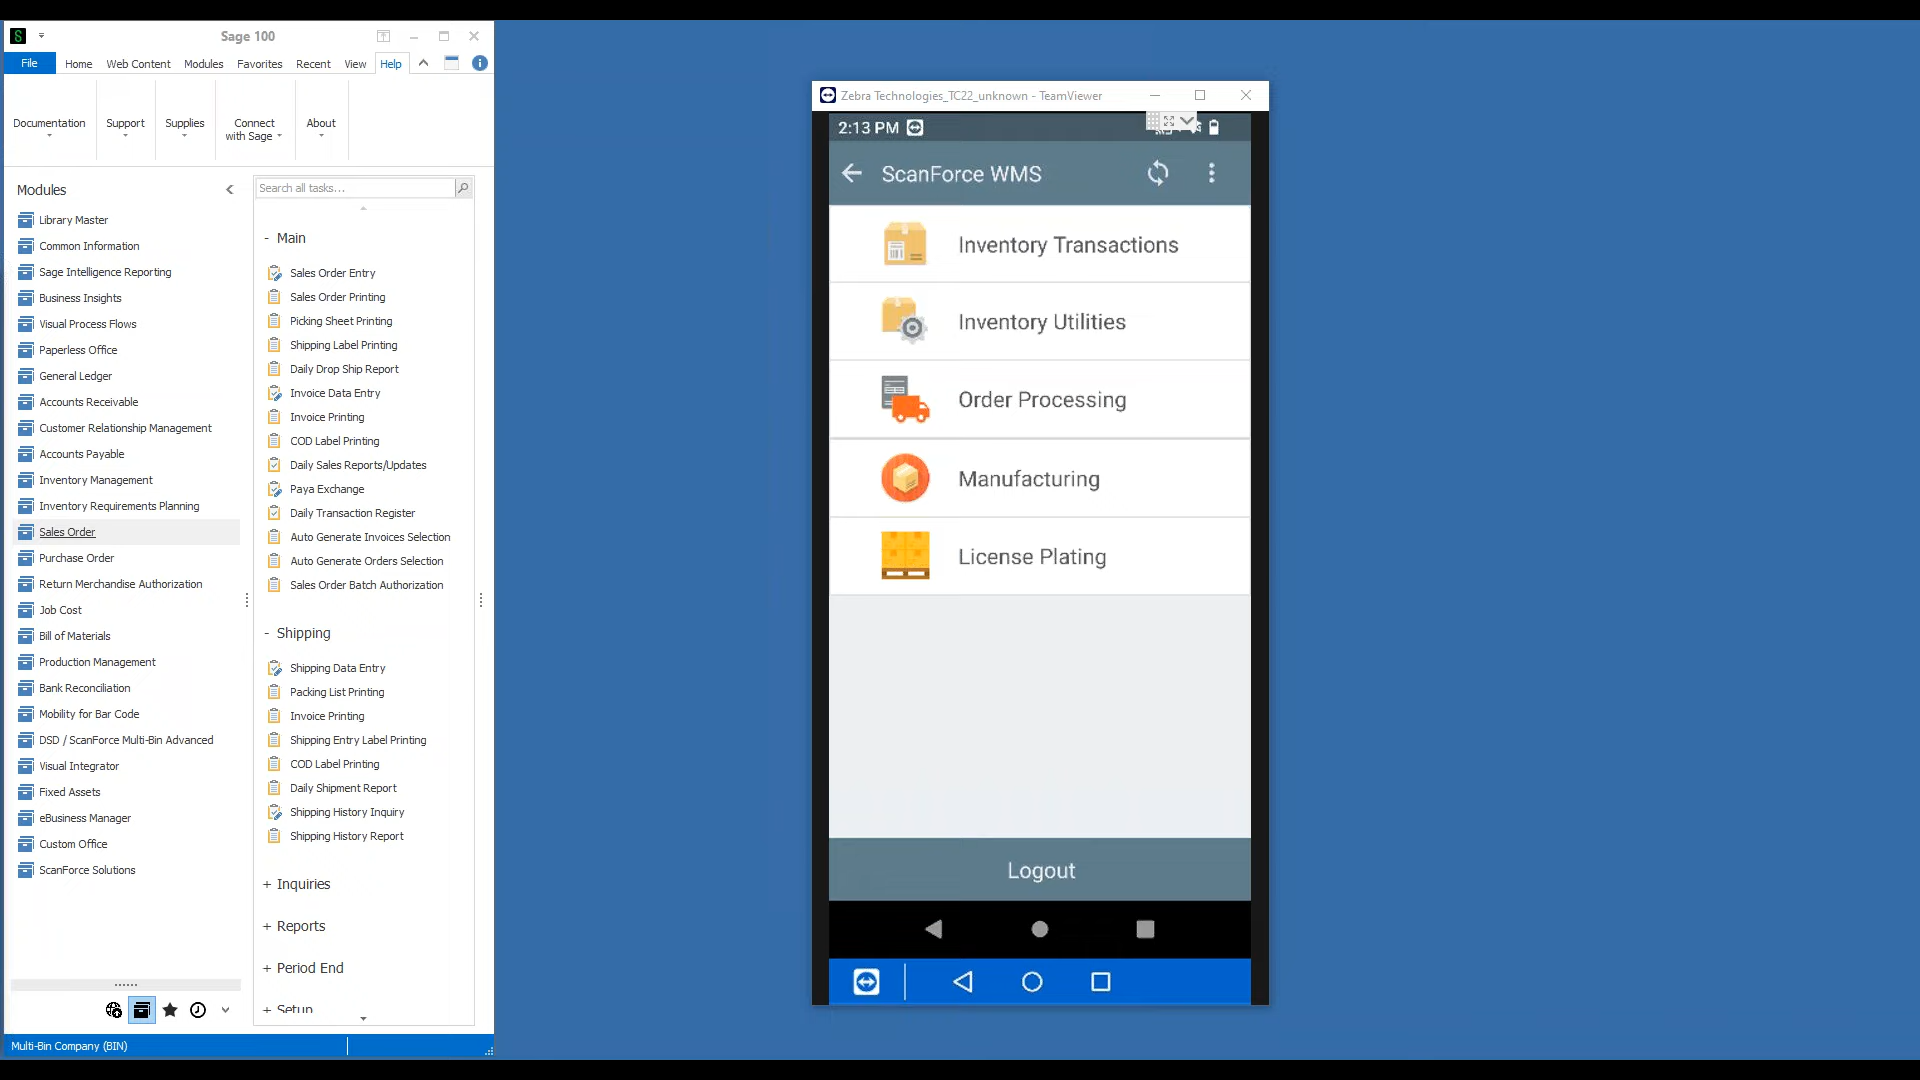 Sage 100
File Home Web Content Modules Favorites Recent View Help
Documentation Support Supplies Connect with Sage About
Modules
Library Master
Common Information
Sage Intelligence Reporting
Business Insights
Visual Process Flows
Paperless Office
General Ledger
Accounts Receivable
Customer Relationship Management
Accounts Payable
Inventory Management
Inventory Requirements Planning
Sales Order
Purchase Order
Return Merchandise Authorization
Job Cost
Bill of Materials
Production Management
Bank Reconciliation
Mobility for Bar Code
DSD / ScanForce Multi-Bin Advanced
Visual Integrator
Fixed Assets
eBusiness Manager
Custom Office
ScanForce Solutions
Multi-Bin Company (BIN)
Search all tasks...
- Main
Sales Order Entry
Sales Order Printing
Picking Sheet Printing
Shipping Label Printing
Daily Drop Ship Report
Invoice Data Entry
Invoice Printing
COD Label Printing
Daily Sales Reports/Updates
Paya Exchange
Daily Transaction Register
Auto Generate Invoices Selection
Auto Generate Orders Selection
Sales Order Batch Authorization
- Shipping
Shipping Data Entry
Packing List Printing
Invoice Printing
Shipping Entry Label Printing
COD Label Printing
Daily Shipment Report
Shipping History Inquiry
Shipping History Report
+ Inquiries
+ Reports
+ Period End
+ Setup
Zebra Technologies_TC22_unknown - TeamViewer
2:13 PM
ScanForce WMS
Inventory Transactions
Inventory Utilities
Order Processing
Manufacturing
License Plating
Logout